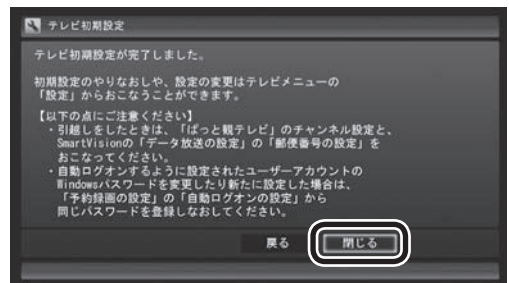 テレビ初期設定
テレビ初期設定が完了しました。
初期設定のやりなおしや、設定の変更はテレビメニューの
「設定」からおこなうことができます。
【以下の点にご注意ください】
・引越しをしたときは、「ぱっと観テレビ」のチャンネル設定と、
SmartVisionの「データ放送の設定」の「郵便番号の設定」を
おこなってください。
・自動ログオンするように設定されたユーザーアカウントの
Windowsパスワードを変更したり新たに設定した場合は、
「予約録画の設定」の「自動ログオンの設定」から
同じパスワードを登録しなおしてください。
戻る 閉じる